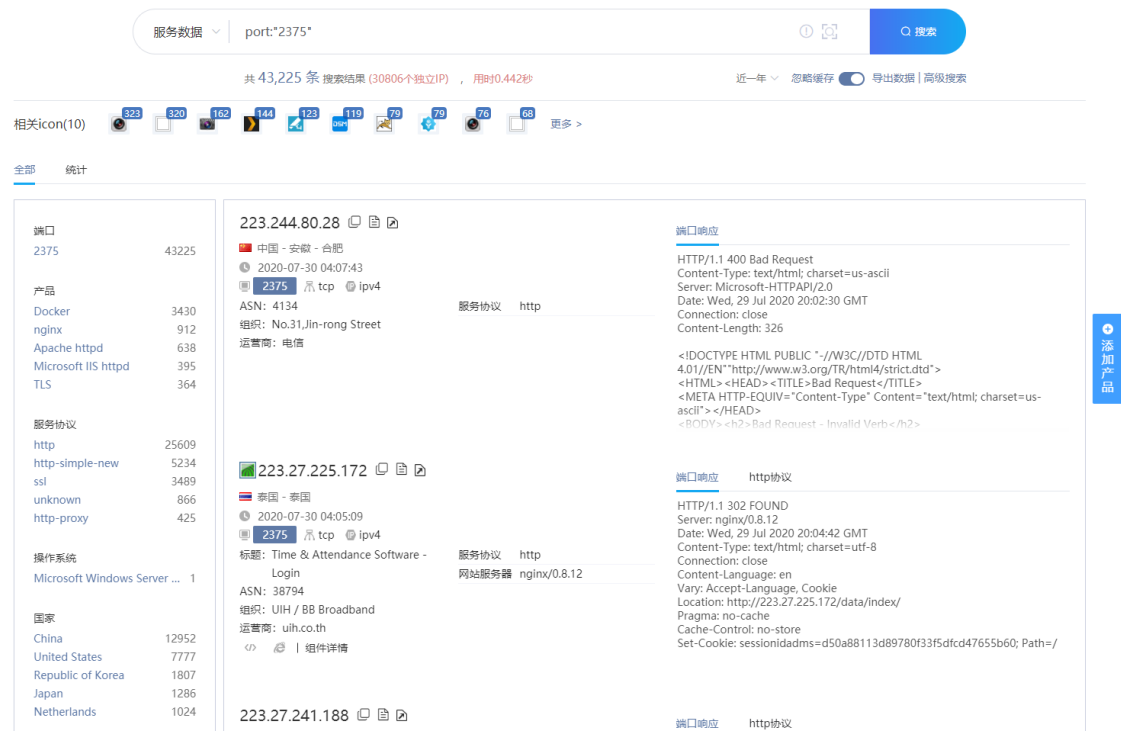 服务数据
port:"2375"
搜索
共 43,225 条 搜索结果 (30806个独立IP) ，用时0.442秒
近一年 忽略缓存 导出数据 | 高级搜索
相关icon(10)
323
320
162
144
123
119
79
79
76
68
更多 >
全部 统计
端口
2375 43225
产品
Docker 3430
nginx 912
Apache httpd 638
Microsoft IIS httpd 395
TLS 364
服务协议
http 25609
http-simple-new 5234
ssl 3489
unknown 866
http-proxy 425
操作系统
Microsoft Windows Server ... 1
国家
China 12952
United States 7777
Republic of Korea 1807
Japan 1286
Netherlands 1024
223.244.80.28
中国 - 安徽 - 合肥
2020-07-30 04:07:43
2375 tcp ipv4
ASN: 4134
组织: No.31,Jin-rong Street
运营商: 电信
服务协议 http
端口响应
HTTP/1.1 400 Bad Request
Content-Type: text/html; charset=us-ascii
Server: Microsoft-HTTPAPI/2.0
Date: Wed, 29 Jul 2020 20:02:30 GMT
Connection: close
Content-Length: 326
<!DOCTYPE HTML PUBLIC "-//W3C//DTD HTML
4.01//EN""http://www.w3.org/TR/html4/strict.dtd">
<HTML><HEAD><TITLE>Bad Request</TITLE>
<META HTTP-EQUIV="Content-Type" Content="text/html; charset=us-
ascii"></HEAD>
<BODY><h2>Bad Request - Invalid Verb</h2>
223.27.225.172
泰国 - 泰国
2020-07-30 04:05:09
2375 tcp ipv4
标题: Time & Attendance Software -
Login
ASN: 38794
组织: UIH / BB Broadband
运营商: uih.co.th
</> | 组件详情
服务协议 http
网站服务器 nginx/0.8.12
端口响应 http协议
HTTP/1.1 302 FOUND
Server: nginx/0.8.12
Date: Wed, 29 Jul 2020 20:04:42 GMT
Content-Type: text/html; charset=utf-8
Connection: close
Content-Language: en
Vary: Accept-Language, Cookie
Location: http://223.27.225.172/data/index/
Pragma: no-cache
Cache-Control: no-store
Set-Cookie: sessionidadms=d50a88113d89780f33f5dfcd47655b60; Path=/
223.27.241.188
端口响应 http协议
添加产品